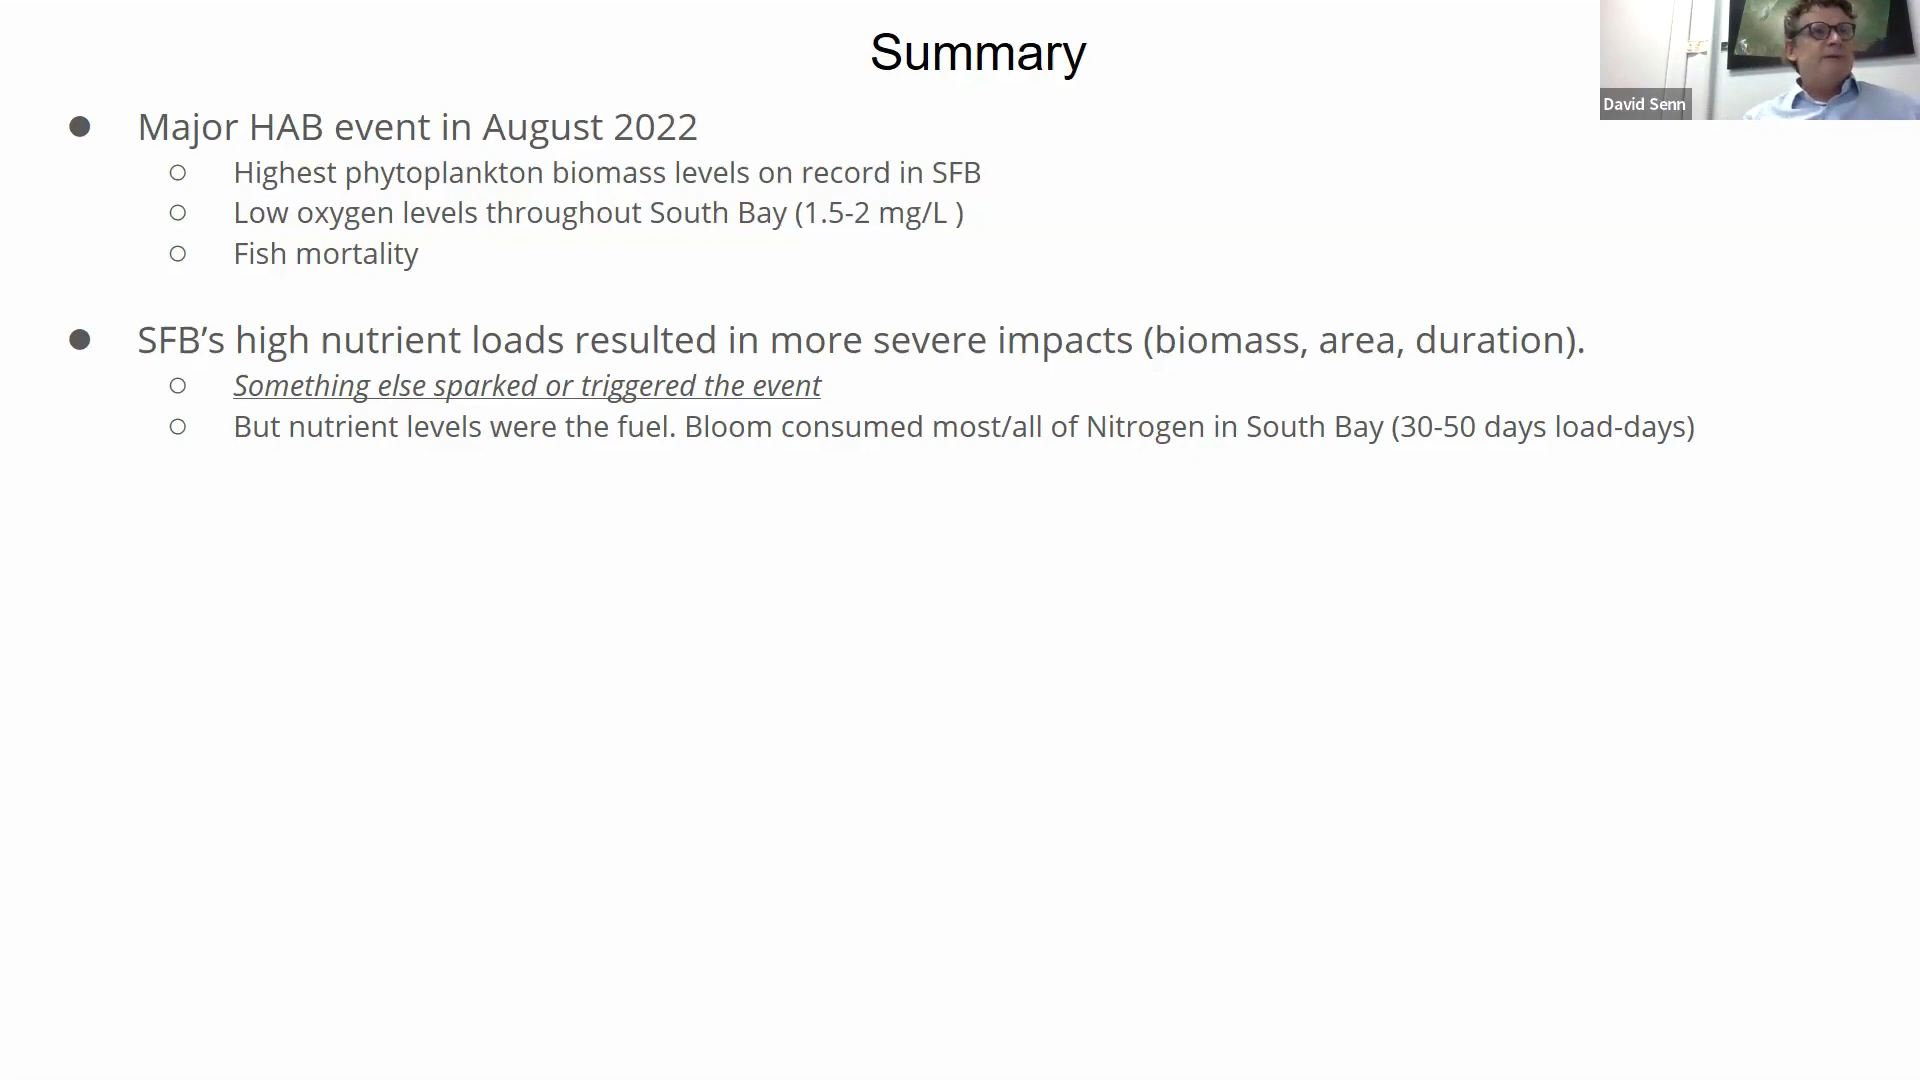 Summary
David Senn
● Major HAB event in August 2022
○ Highest phytoplankton biomass levels on record in SFB
○ Low oxygen levels throughout South Bay (1.5-2 mg/L )
○ Fish mortality
● SFB’s high nutrient loads resulted in more severe impacts (biomass, area, duration).
○ Something else sparked or triggered the event
○ But nutrient levels were the fuel. Bloom consumed most/all of Nitrogen in South Bay (30-50 days load-days)